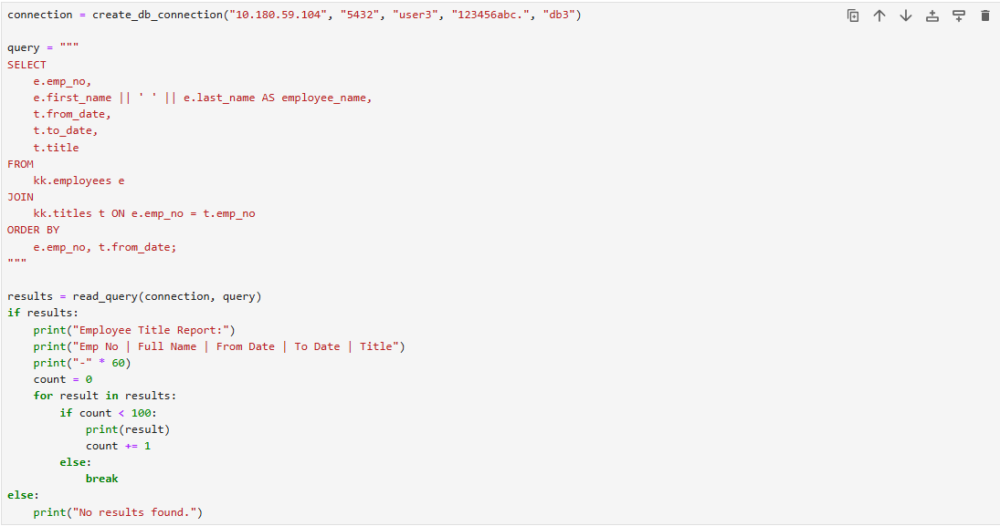 connection = create_db_connection("10.180.59.104", "5432", "user3", "123456abc.", "db3")

query = """
SELECT
    e.emp_no,
    e.first_name || ' ' || e.last_name AS employee_name,
    t.from_date,
    t.to_date,
    t.title
FROM
    kk.employees e
JOIN
    kk.titles t ON e.emp_no = t.emp_no
ORDER BY
    e.emp_no, t.from_date;
"""

results = read_query(connection, query)
if results:
    print("Employee Title Report:")
    print("Emp No | Full Name | From Date | To Date | Title")
    print("-" * 60)
    count = 0
    for result in results:
        if count < 100:
            print(result)
            count += 1
        else:
            break
else:
    print("No results found.")